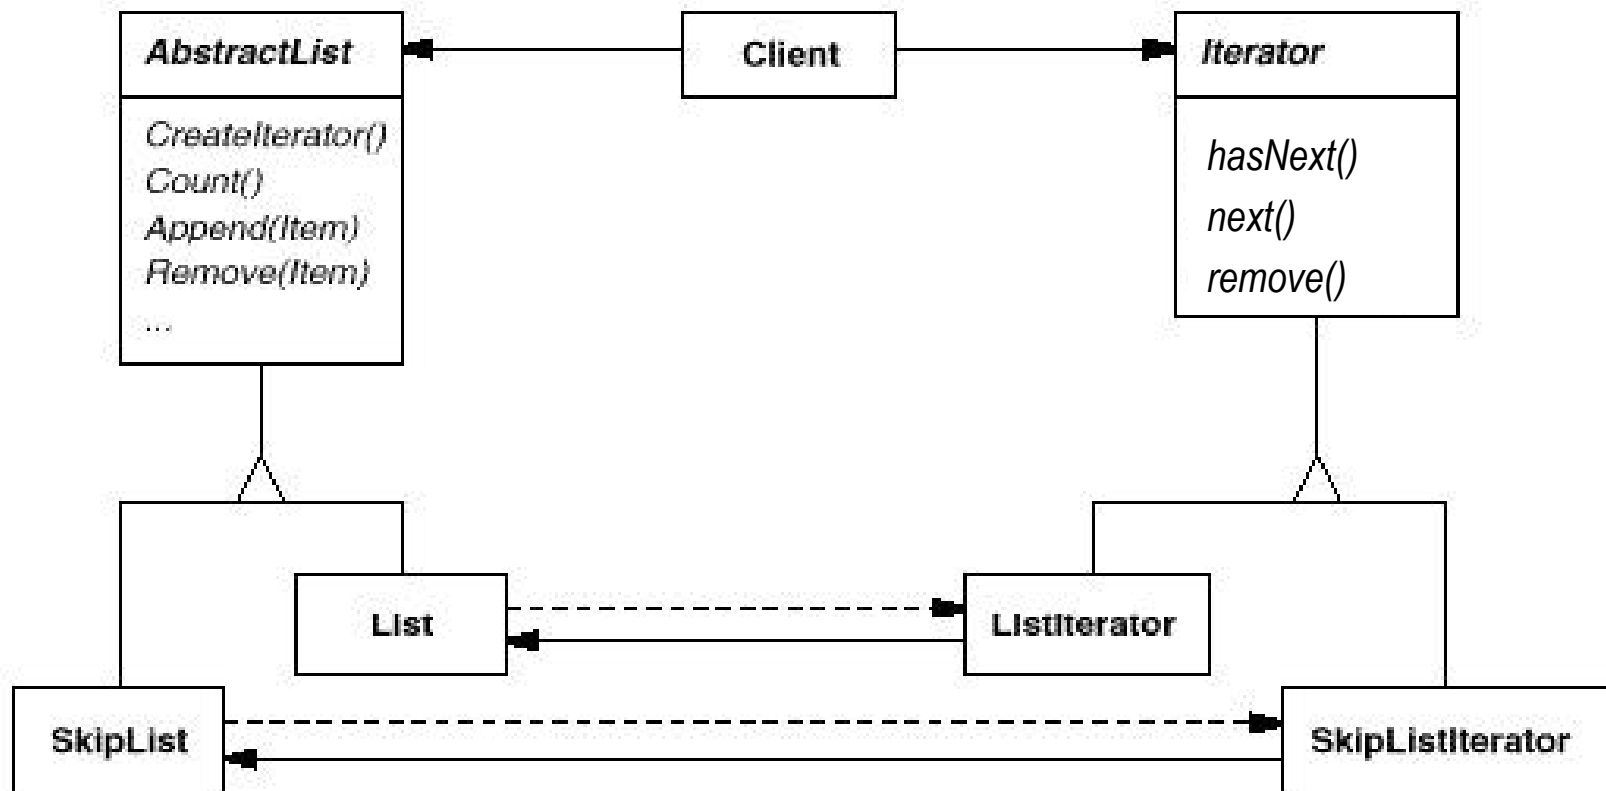 AbstractList
CreateIterator()
Count()
Append(Item)
Remove(Item)
...
Client
Iterator
hasNext()
next()
remove()
List
ListIterator
SkipList
SkipListIterator